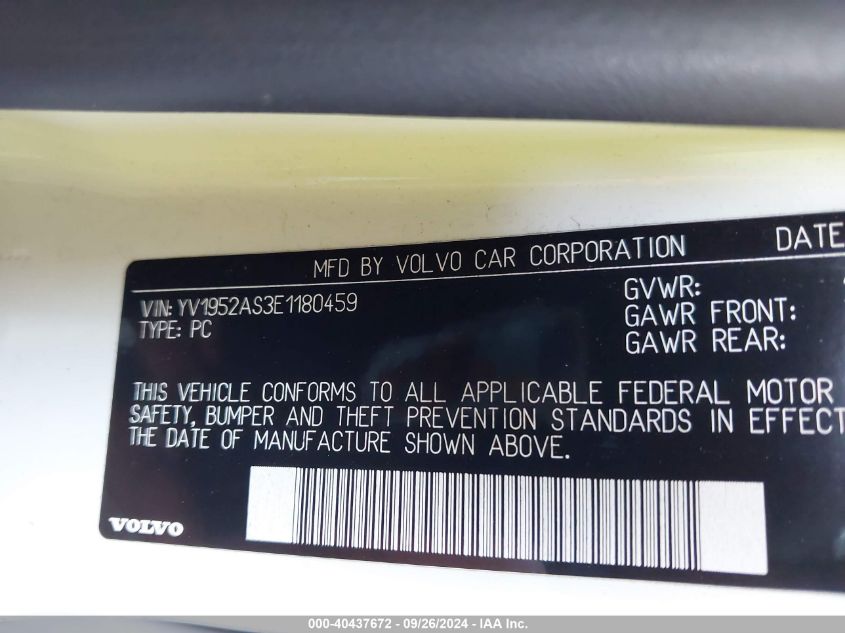 MFD BY VOLVO CAR CORPORATION DATE
VIN: YV1952AS3E1180459
TYPE: PC
GVWR:
GAWR FRONT:
GAWR REAR:
THIS VEHICLE CONFORMS TO ALL APPLICABLE FEDERAL MOTOR
SAFETY, BUMPER AND THEFT PREVENTION STANDARDS IN EFFECT
THE DATE OF MANUFACTURE SHOWN ABOVE.
VOLVO
000-40437672 - 09/26/2024 - IAA Inc.